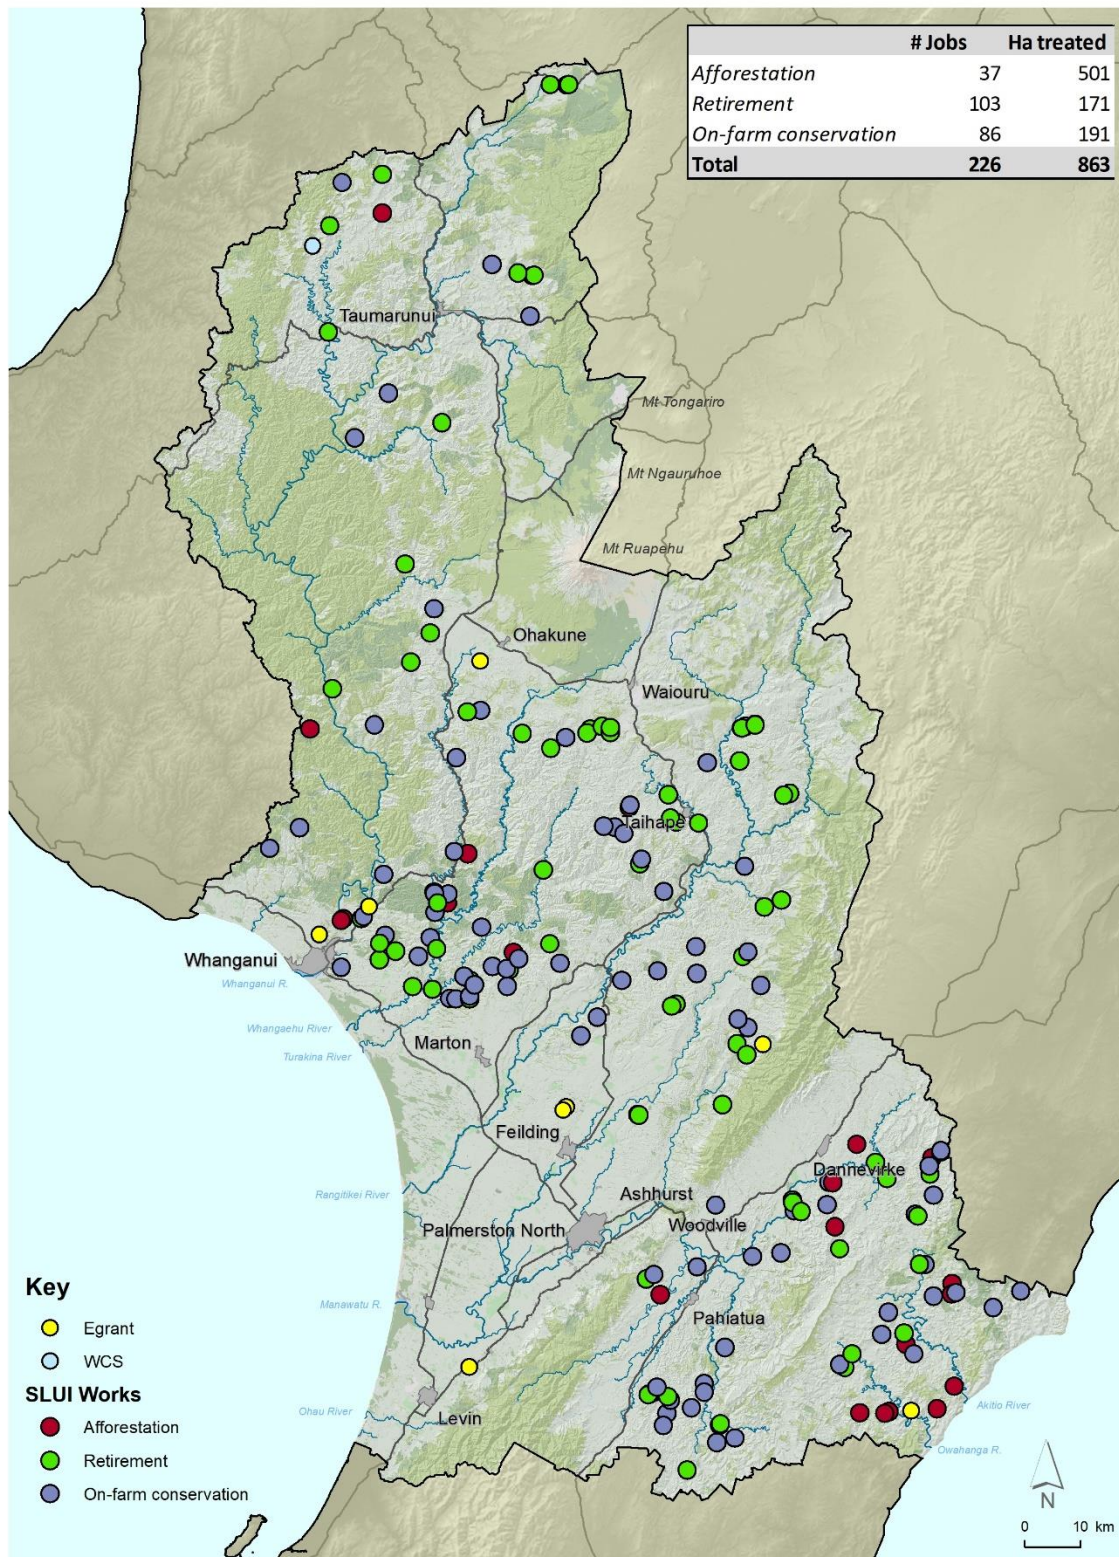 # Jobs Ha treated
Afforestation 37 501
Retirement 103 171
On-farm conservation 86 191
Total 226 863
Taumarunui
Mt Tongariro
Mt Ngauruhoe
Mt Ruapehu
Ohakune
Waiouru
Taihape
Whanganui
Whanganui R.
Whangaehu River
Turakina River
Marton
Feilding
Dannevirke
Rangitikei River
Ashhurst
Palmerston North
Woodville
Key
Manawatu R.
Pahiatua
Egrant
WCS
SLUI Works
Afforestation
Ohau River
Levin
Akitio River
Retirement
Owahanga R.
On-farm conservation
N
0 10 km